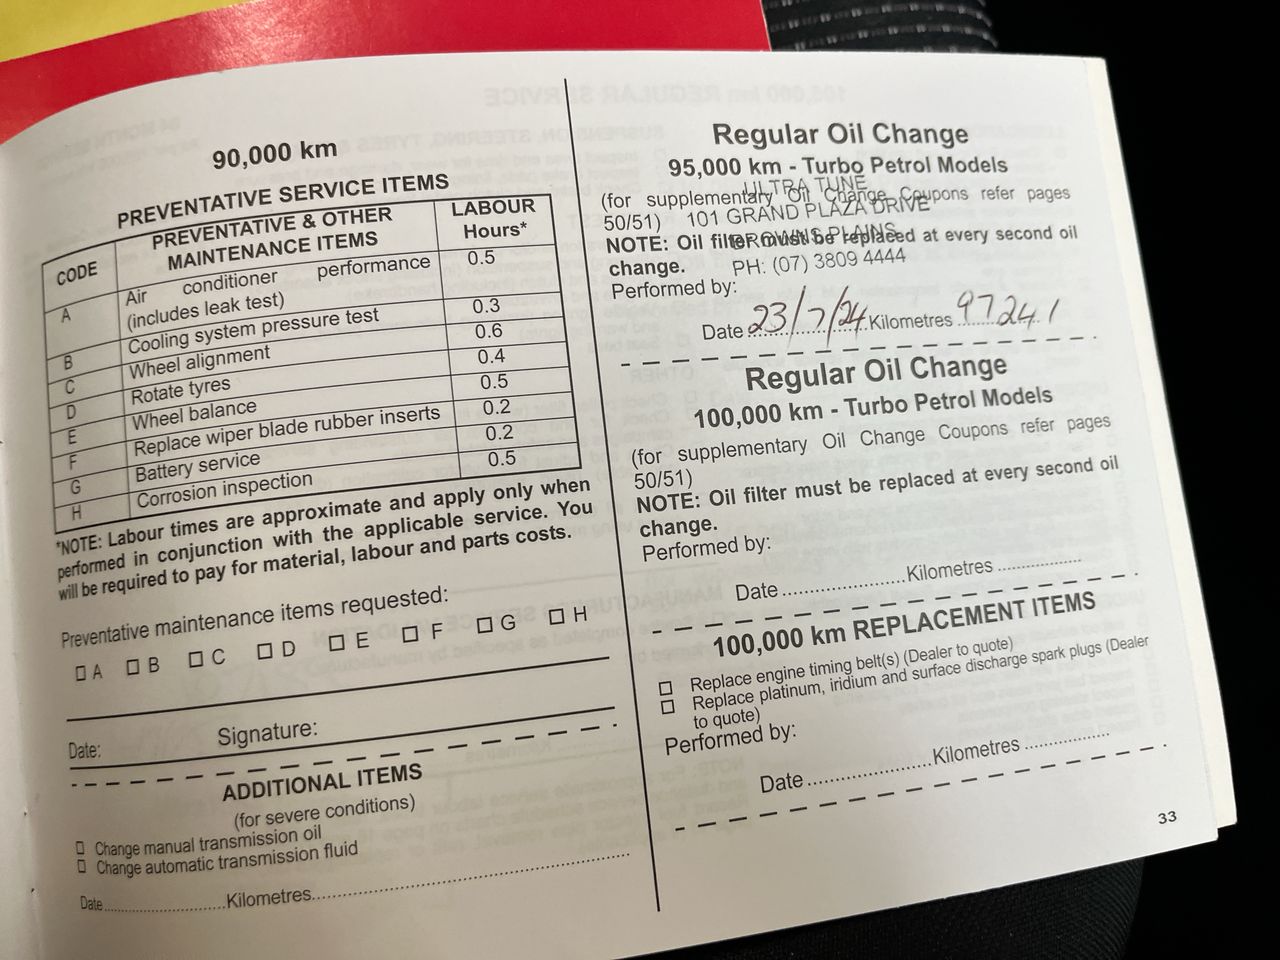 90,000 km
PREVENTATIVE SERVICE ITEMS
CODE
PREVENTATIVE & OTHER
MAINTENANCE ITEMS
LABOUR
Hours*
A
Air conditioner performance
(includes leak test)
0.5
B
Cooling system pressure test
0.3
C
Wheel alignment
0.6
D
Rotate tyres
0.4
E
Wheel balance
0.5
F
Replace wiper blade rubber inserts
0.2
G
Battery service
0.2
H
Corrosion inspection
0.5
*NOTE: Labour times are approximate and apply only when
performed in conjunction with the applicable service. You
will be required to pay for material, labour and parts costs.
Preventative maintenance items requested:
A B C D E F G H
Date: Signature:
ADDITIONAL ITEMS
(for severe conditions)
Change manual transmission oil
Change automatic transmission fluid
Date..........................Kilometres..........................
Regular Oil Change
95,000 km - Turbo Petrol Models
ULTRA TUNE
(for supplementary Oil Change Coupons refer pages
50/51)
101 GRAND PLAZA DRIVE
BROWNS PLAINS
NOTE: Oil filter must be replaced at every second oil
change.
PH: (07) 3809 4444
Performed by:
Date 23/7/24 Kilometres 97241
Regular Oil Change
100,000 km - Turbo Petrol Models
(for supplementary Oil Change Coupons refer pages
50/51)
NOTE: Oil filter must be replaced at every second oil
change.
Performed by:
Date.....................Kilometres................
100,000 km REPLACEMENT ITEMS
Replace engine timing belt(s) (Dealer to quote)
Replace platinum, iridium and surface discharge spark plugs (Dealer
to quote)
Performed by:
Date.....................Kilometres................
33